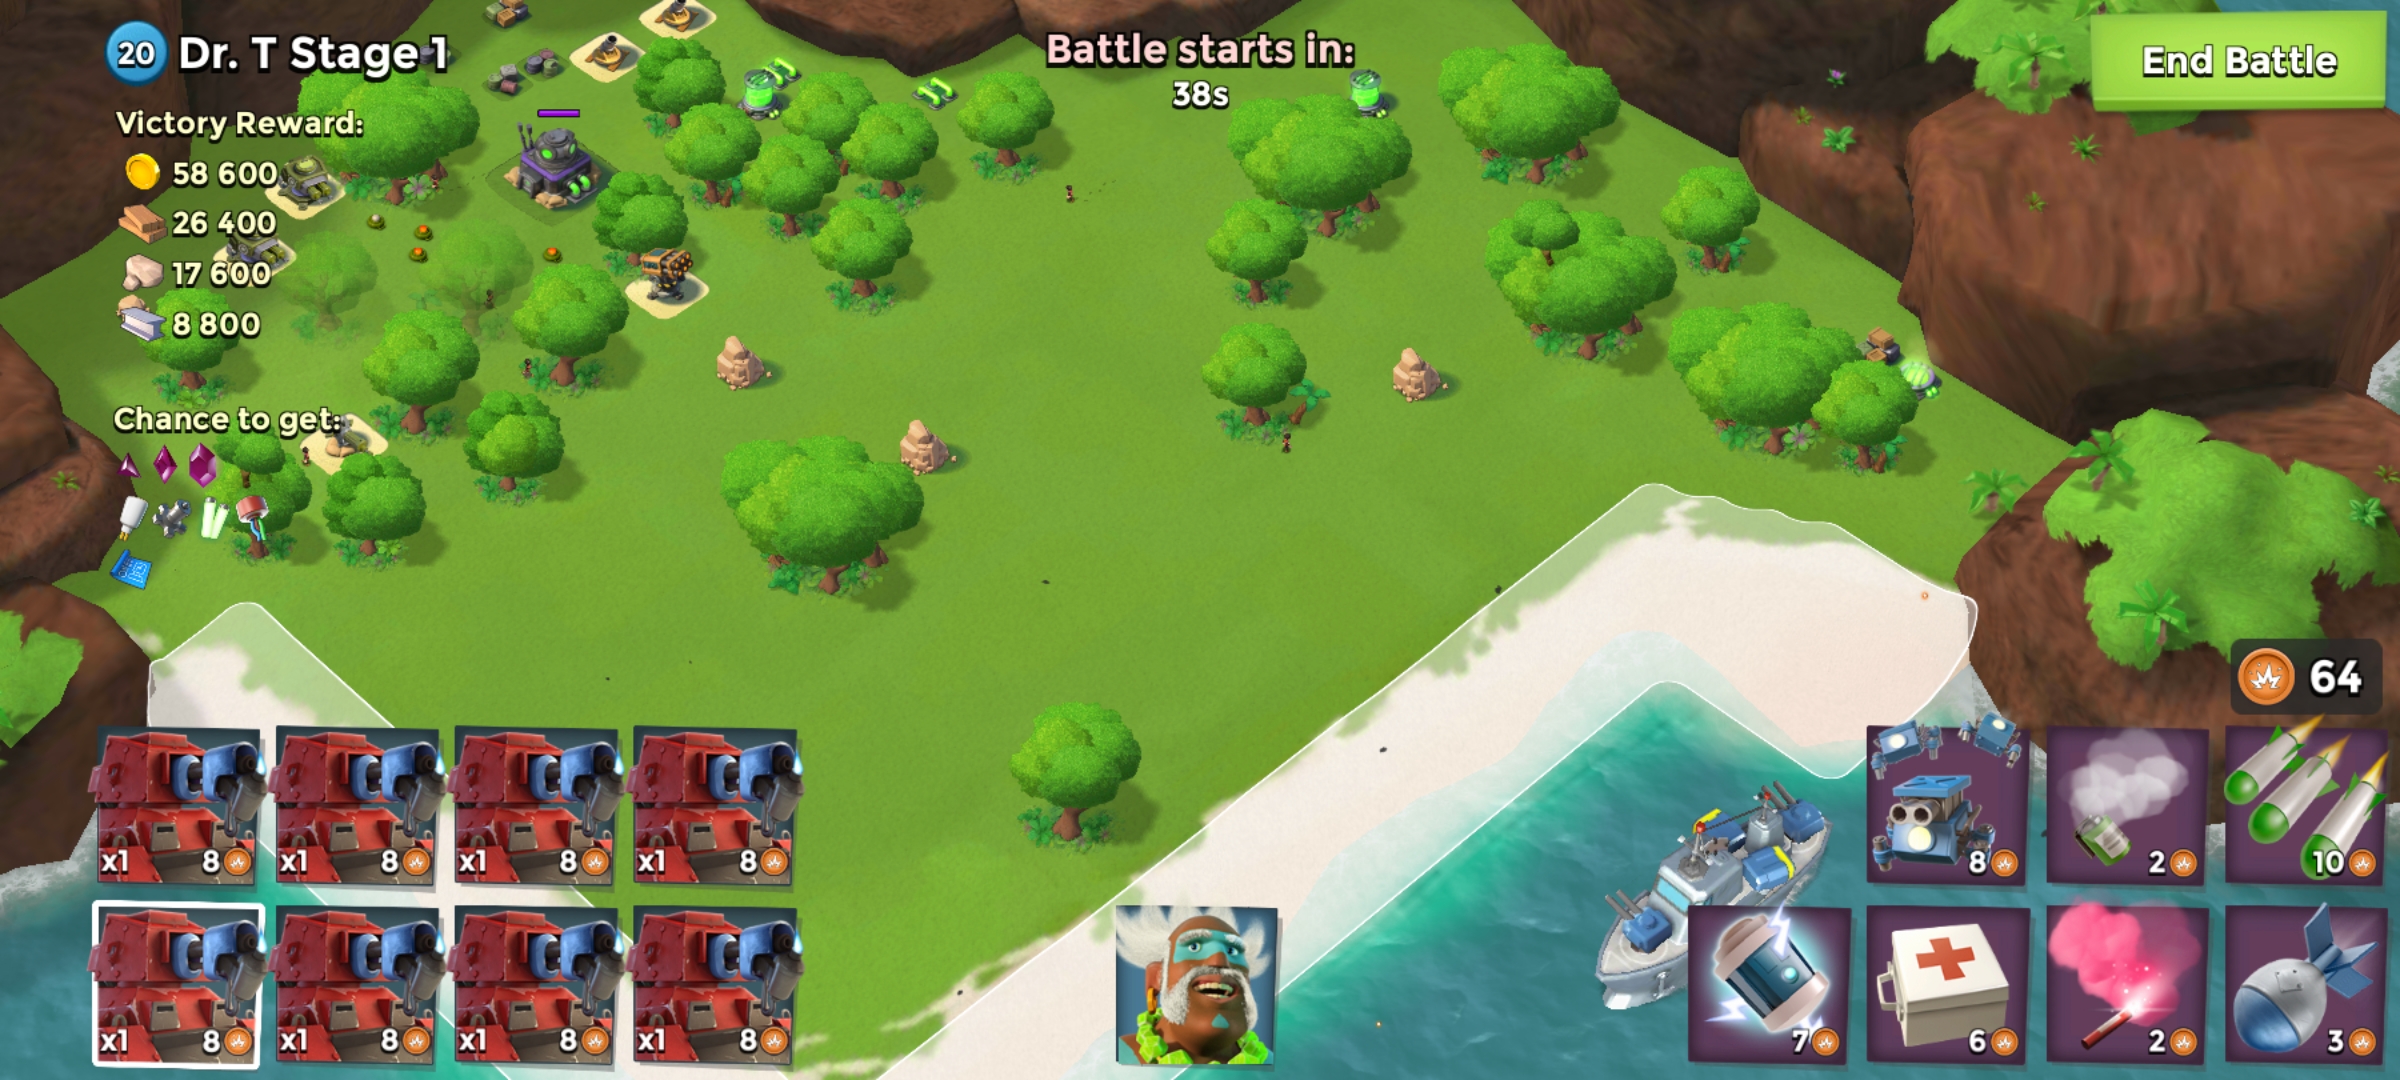 20 Dr. T Stage 1
Battle starts in:
38s
End Battle
Victory Reward:
58 600
26 400
17 600
8 800
Chance to get:
64
x1 8
x1 8
x1 8
x1 8
8
2
10
x1 8
x1 8
x1 8
x1 8
7
6
2
3